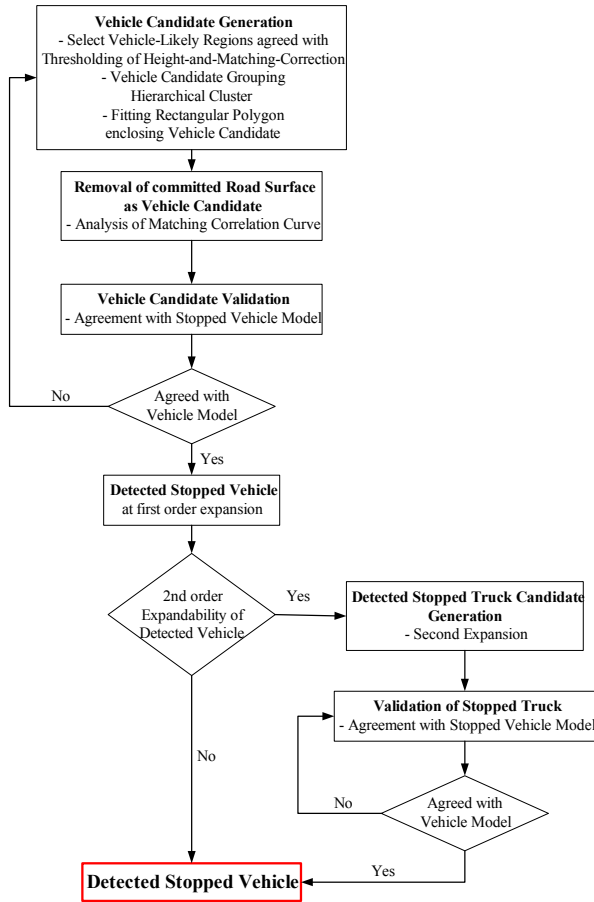 Vehicle Candidate Generation
- Select Vehicle-Likely Regions agreed with
Thresholding of Height-and-Matching-Correction
- Vehicle Candidate Grouping
Hierarchical Cluster
- Fitting Rectangular Polygon
enclosing Vehicle Candidate
Removal of committed Road Surface
as Vehicle Candidate
- Analysis of Matching Correlation Curve
Vehicle Candidate Validation
- Agreement with Stopped Vehicle Model
No
Agreed with
Vehicle Model
Yes
Detected Stopped Vehicle
at first order expansion
2nd order
Expandability of
Detected Vehicle
Yes
Detected Stopped Truck Candidate
Generation
- Second Expansion
Validation of Stopped Truck
- Agreement with Stopped Vehicle Model
No
No
Agreed with
Vehicle Model
Yes
Detected Stopped Vehicle